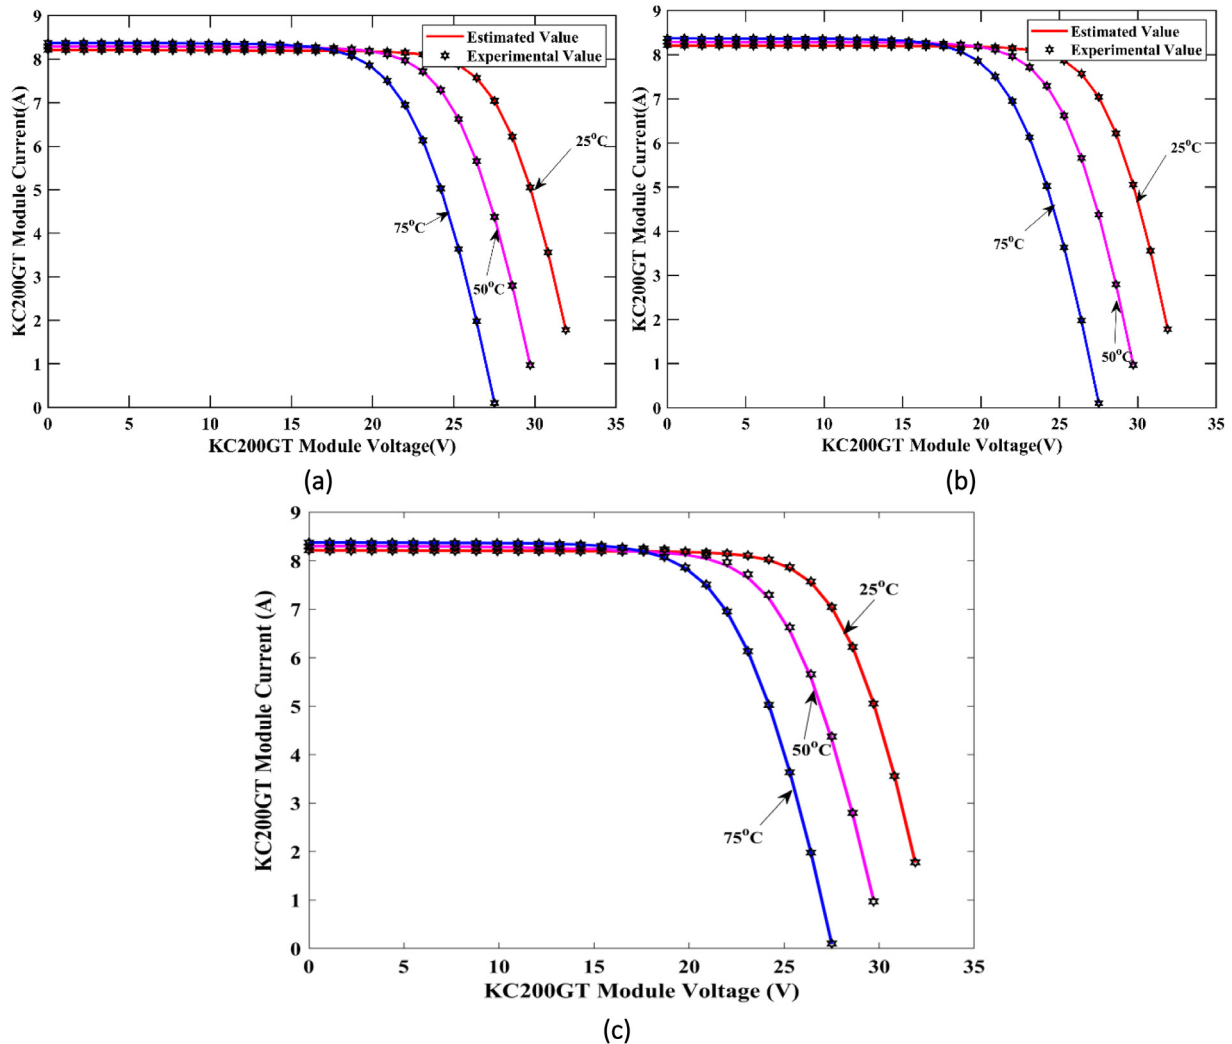 9
8
7
6
5
4
3
2
1
0
KC200GT Module Current(A)
Estimated Value
Experimental Value
25°C
75°C
50°C
0 5 10 15 20 25 30 35
KC200GT Module Voltage(V)
(a)
9
8
7
6
5
4
3
2
1
0
KC200GT Module Current(A)
Estimated Value
Experimental Value
25°C
75°C
50°C
0 5 10 15 20 25 30 35
KC200GT Module Voltage(V)
(b)
9
8
7
6
5
4
3
2
1
0
KC200GT Module Current (A)
25°C
50°C
75°C
0 5 10 15 20 25 30 35
KC200GT Module Voltage (V)
(c)